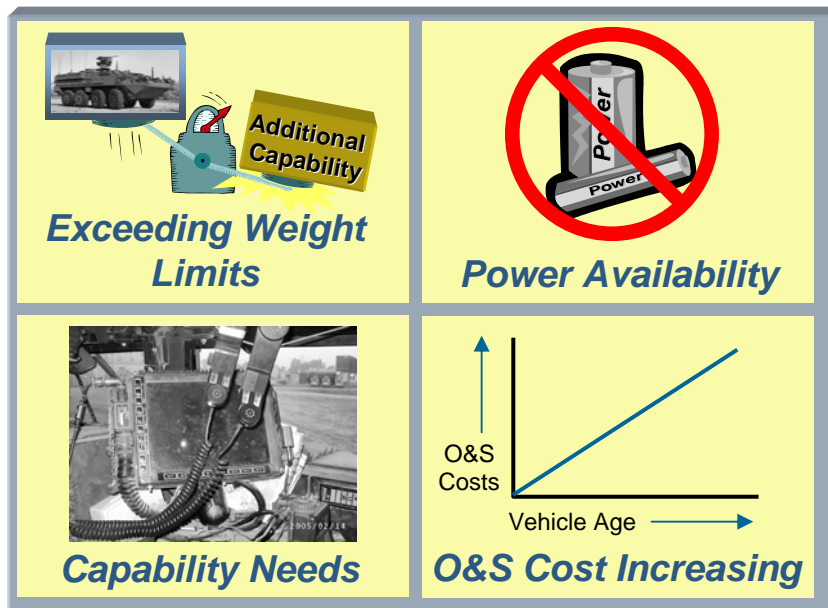 Additional
Capability
Exceeding Weight
Limits
Power
Power
Power Availability
2005/02/14
Capability Needs
O&S
Costs
Vehicle Age
O&S Cost Increasing